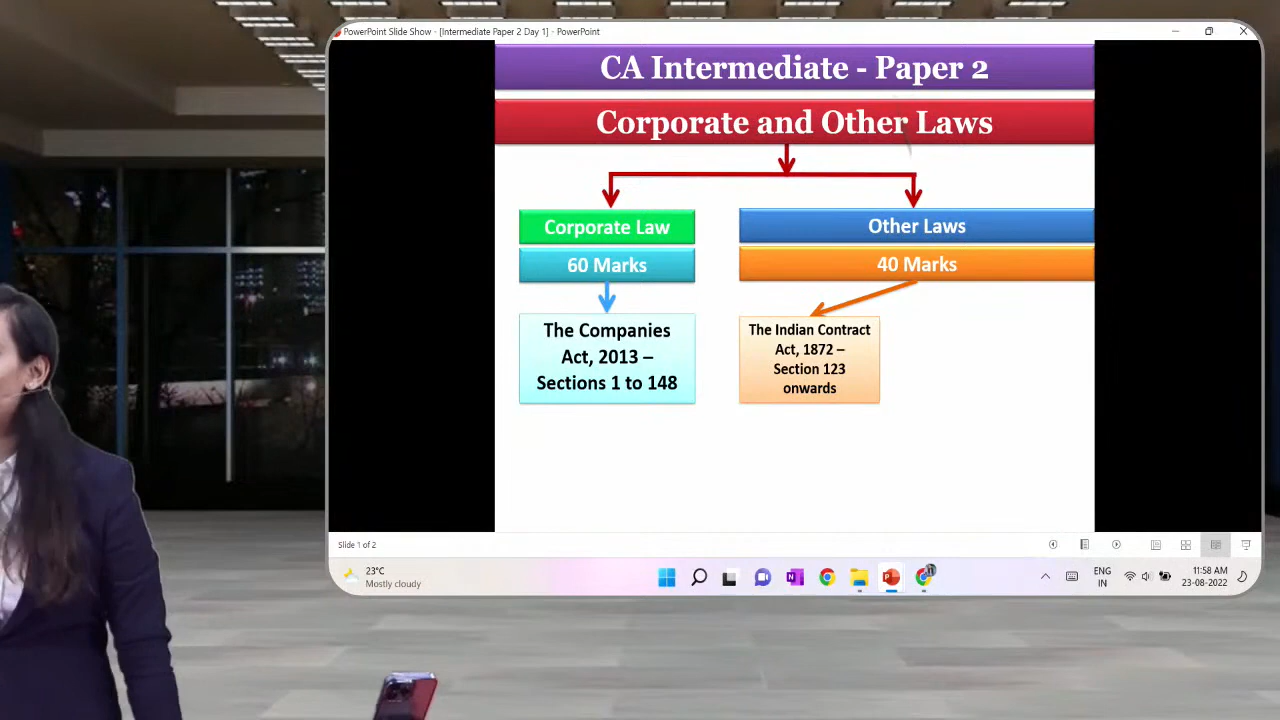 PowerPoint Slide Show - [Intermediate Paper 2 Day 1] - PowerPoint
CA Intermediate - Paper 2
Corporate and Other Laws
Corporate Law
60 Marks
The Companies
Act, 2013 –
Sections 1 to 148
Other Laws
40 Marks
The Indian Contract
Act, 1872 –
Section 123
onwards
Slide 1 of 2
23°C
Mostly cloudy
ENG
IN
11:58 AM
23-08-2022